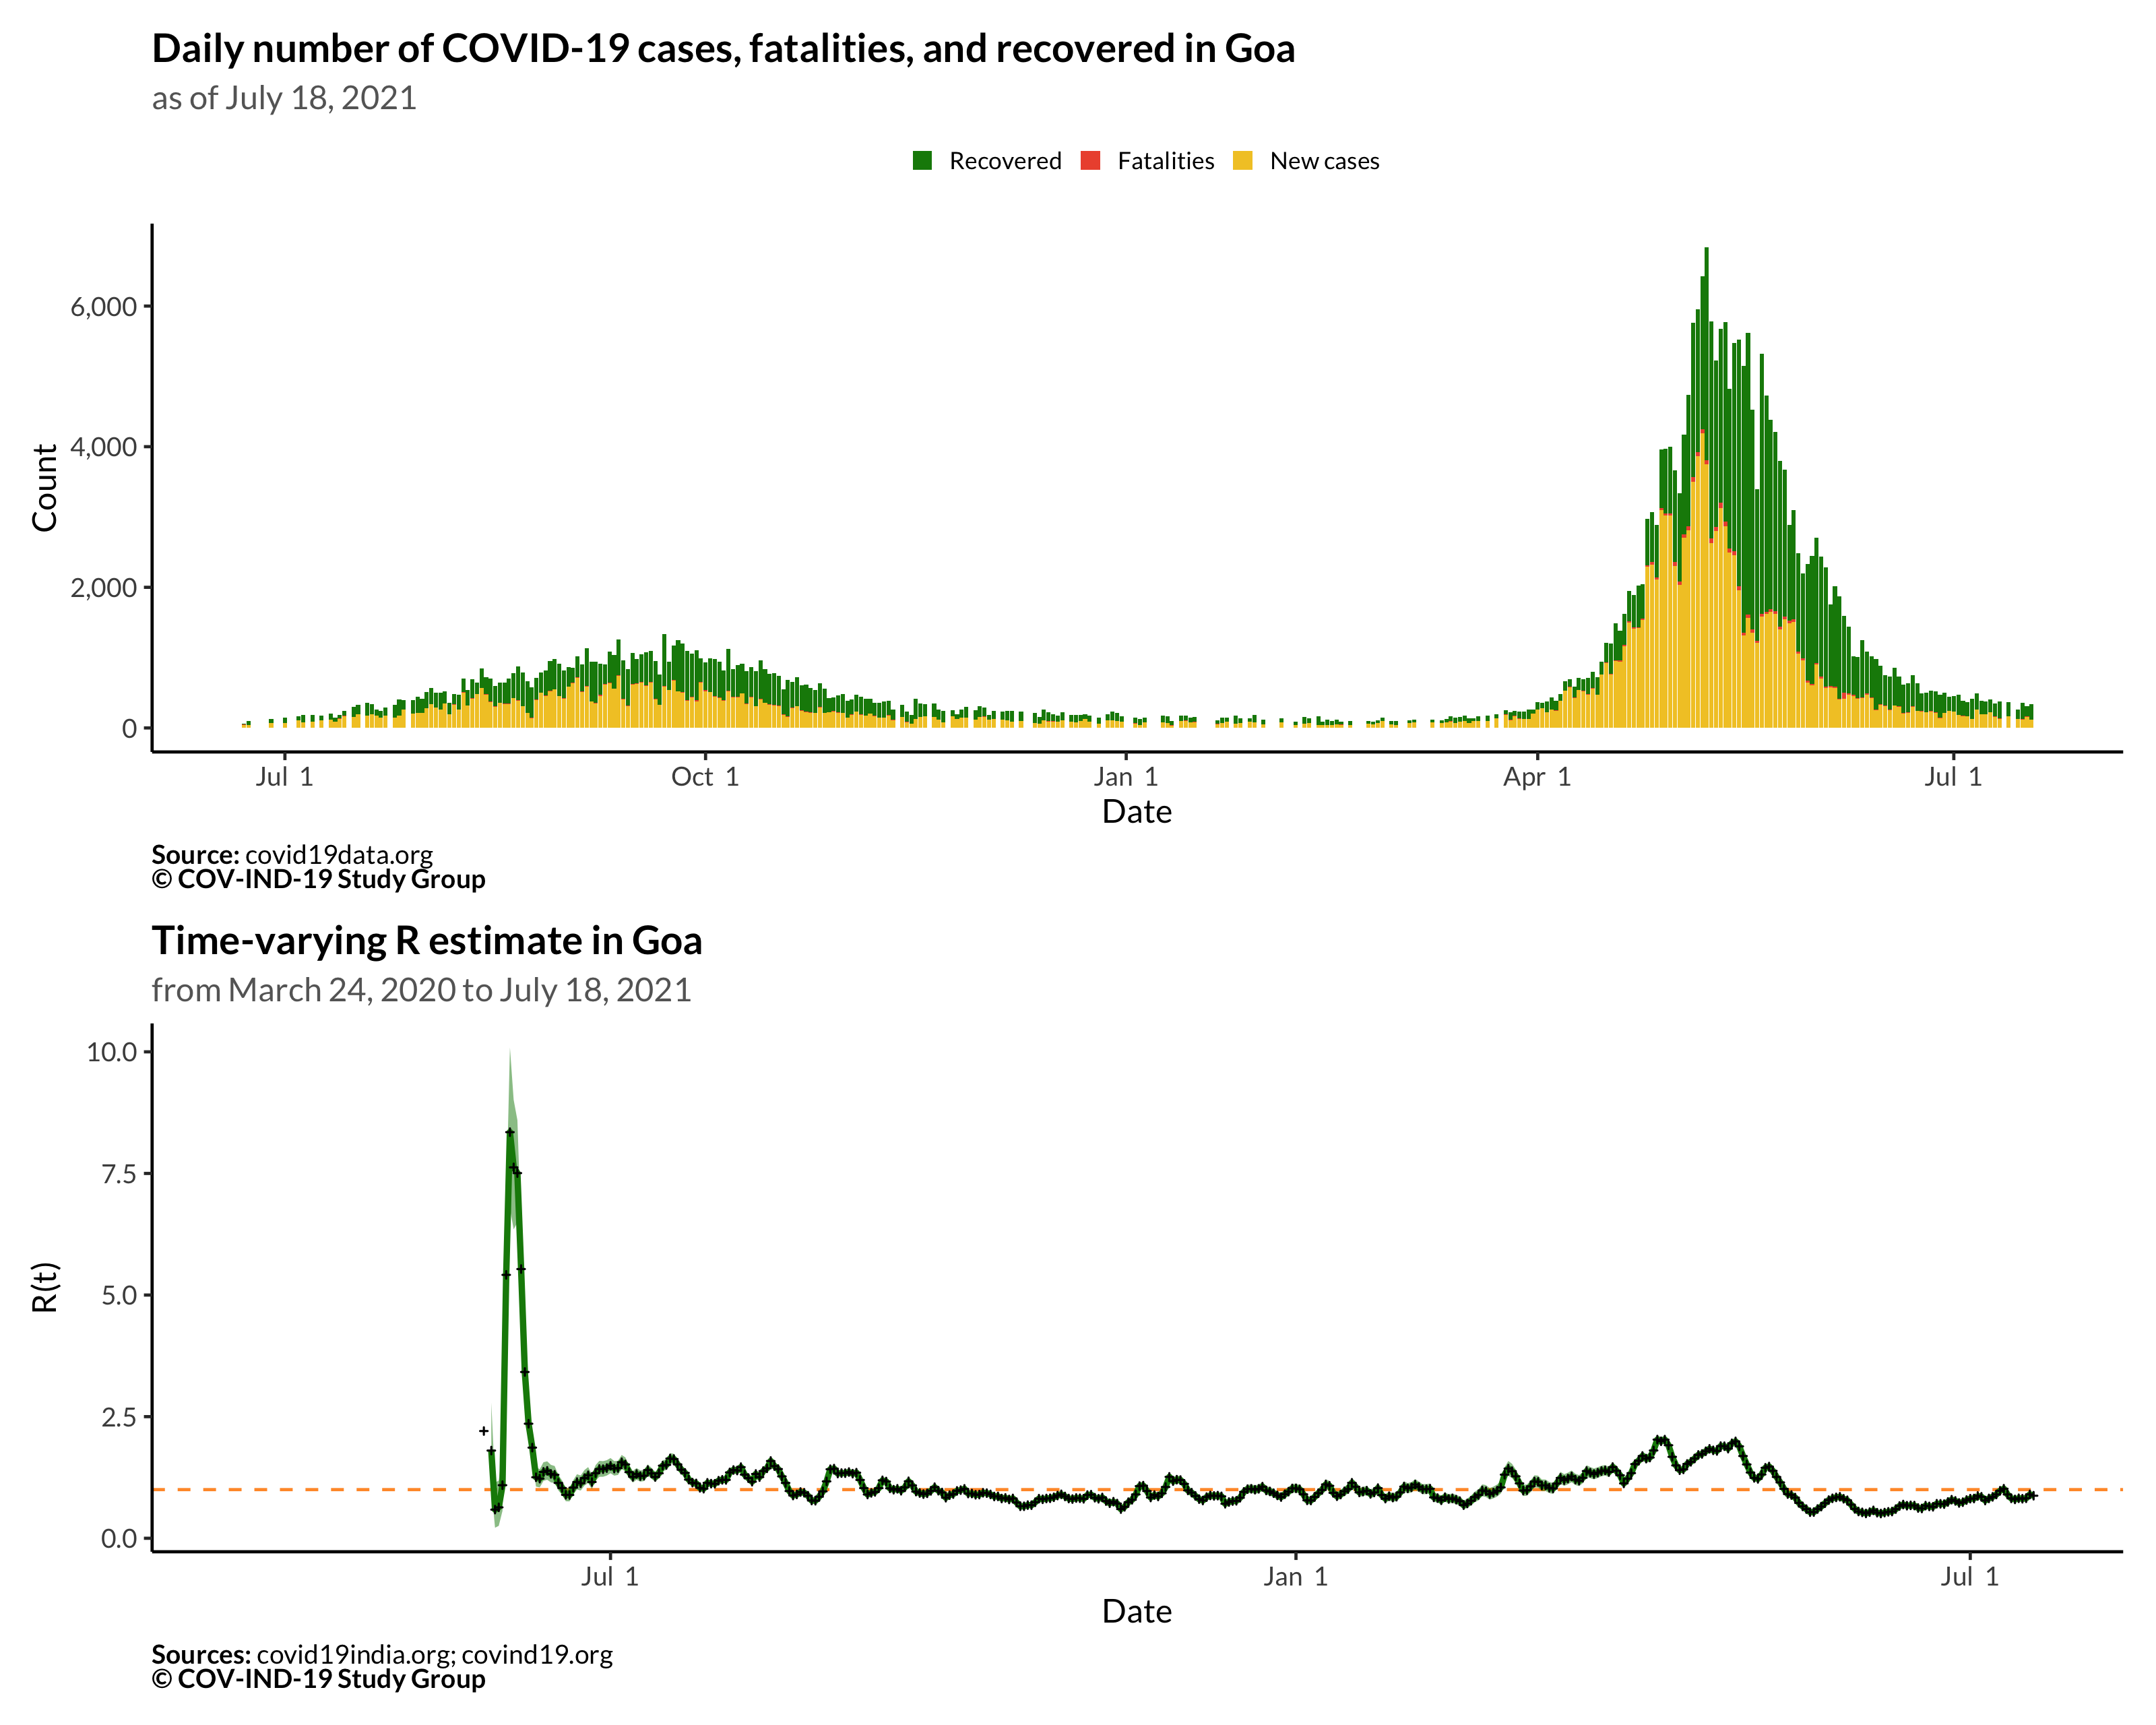 Daily number of COVID-19 cases, fatalities, and recovered in Goa
as of July 18, 2021
Recovered Fatalities New cases
6,000
4,000
2,000
0
Count
Jul 1 Oct 1 Jan 1 Apr 1 Jul 1
Date
Source: covid19data.org
© COV-IND-19 Study Group
Time-varying R estimate in Goa
from March 24, 2020 to July 18, 2021
10.0
7.5
5.0
2.5
0.0
R(t)
Jul 1 Jan 1 Jul 1
Date
Sources: covid19india.org; covind19.org
© COV-IND-19 Study Group